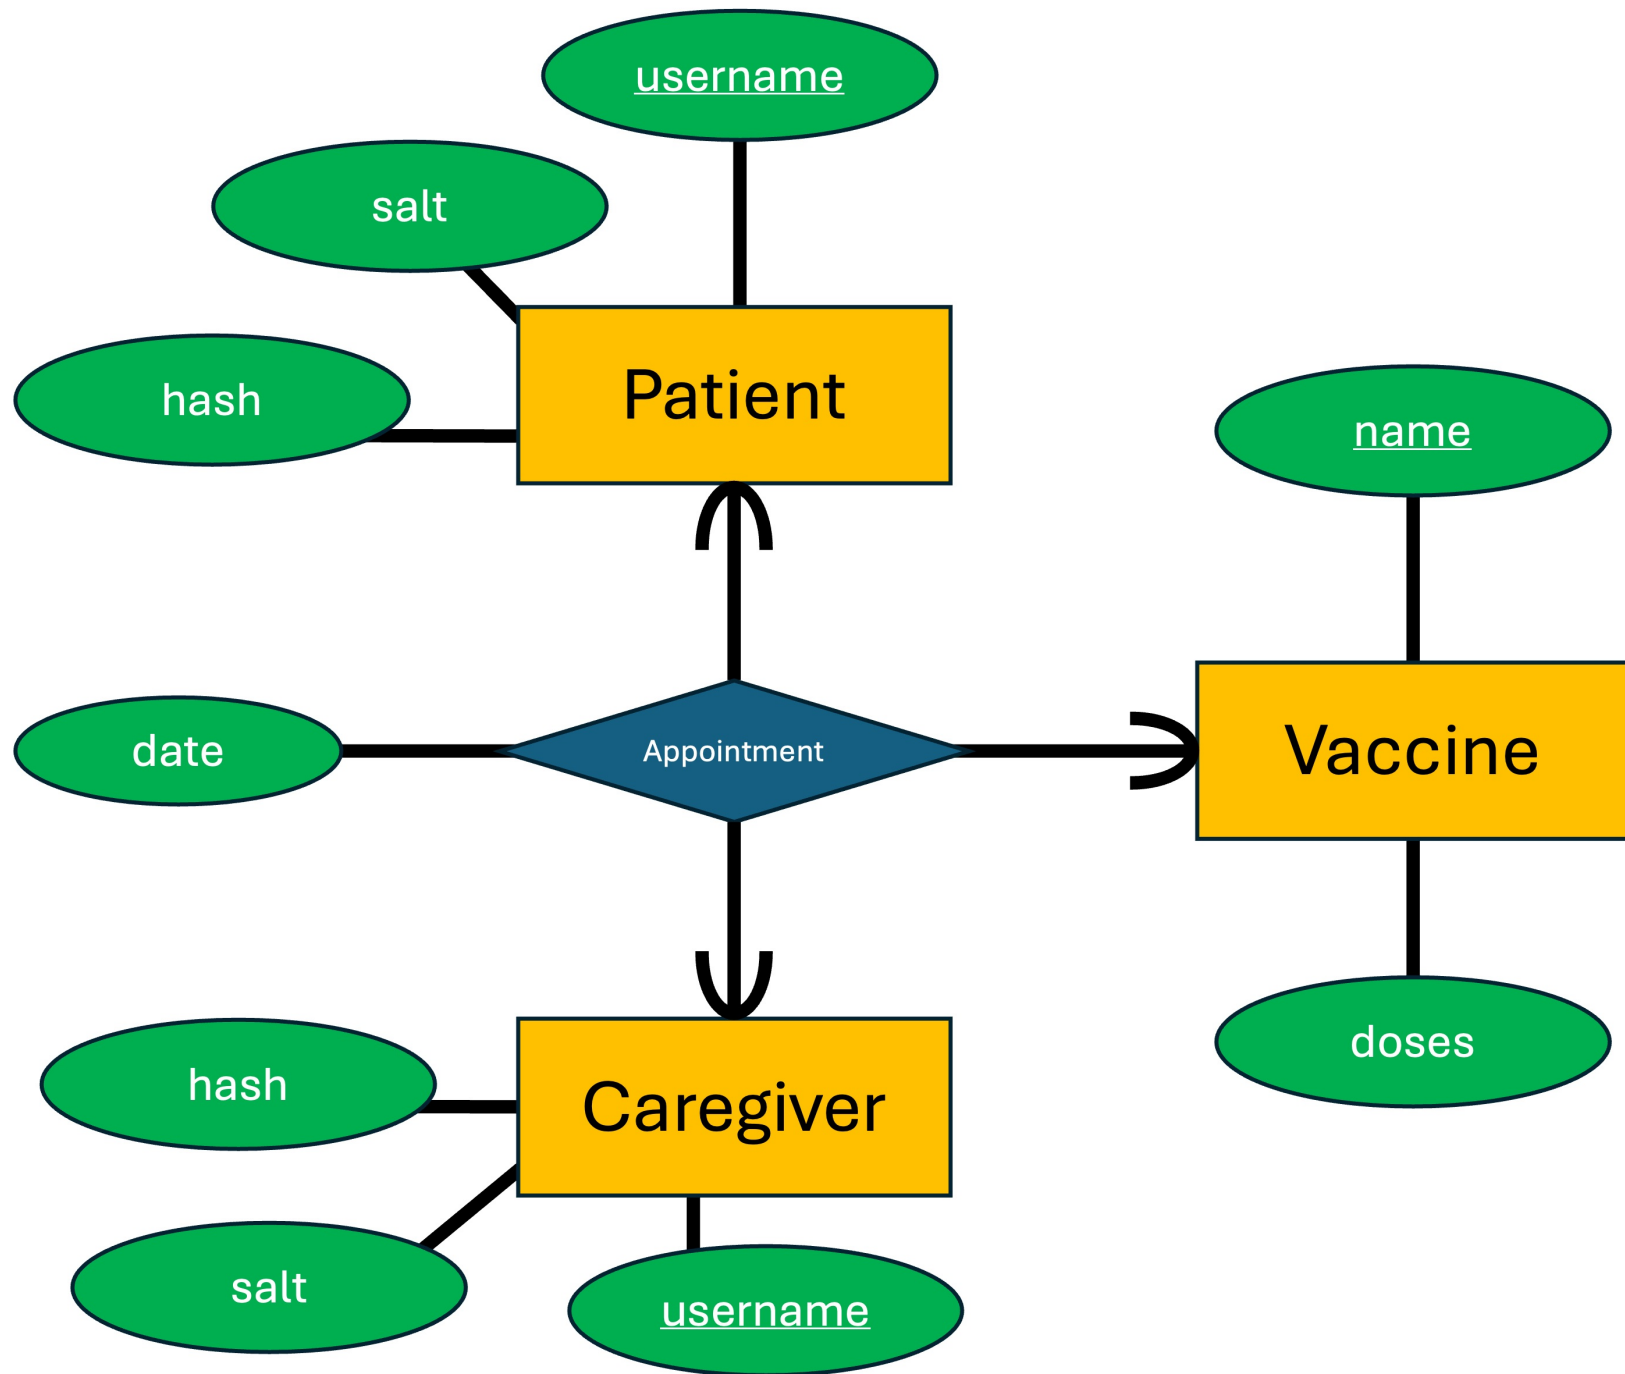 username
salt
hash
Patient
name
date
Appointment
Vaccine
doses
hash
Caregiver
salt
username